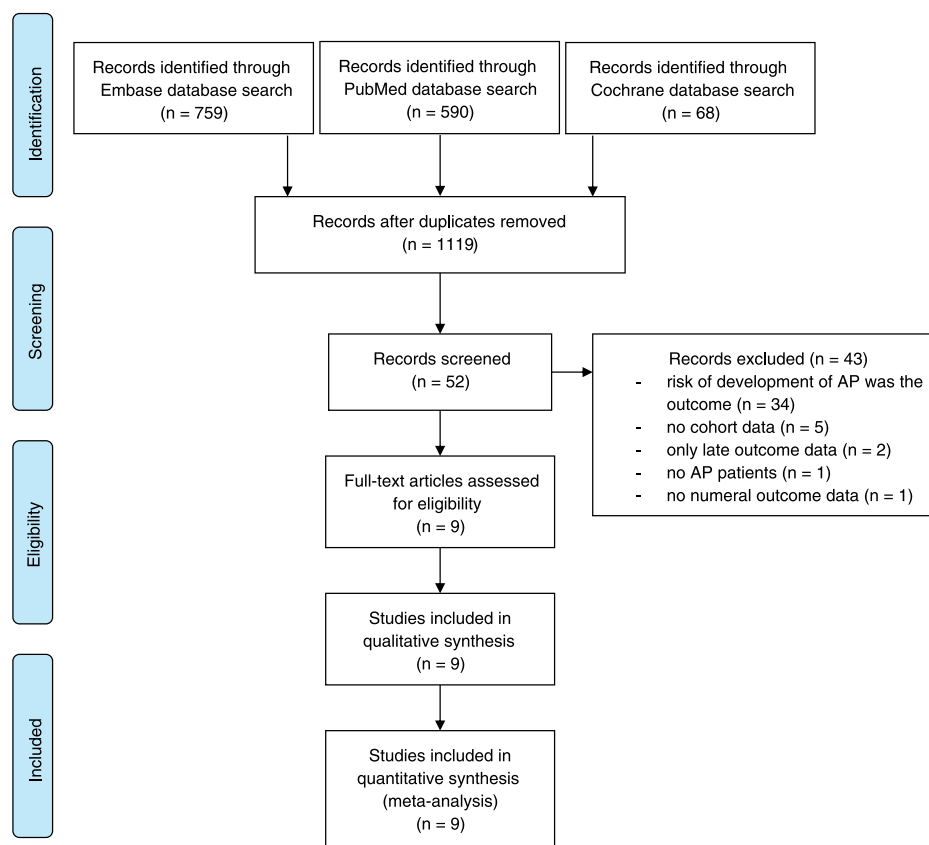 Identification
Records identified through
Embase database search
(n = 759)
Records identified through
PubMed database search
(n = 590)
Records identified through
Cochrane database search
(n = 68)
Records after duplicates removed
(n = 1119)
Screening
Records screened
(n = 52)
Records excluded (n = 43)
- risk of development of AP was the
outcome (n = 34)
- no cohort data (n = 5)
- only late outcome data (n = 2)
- no AP patients (n = 1)
- no numeral outcome data (n = 1)
Eligibility
Full-text articles assessed
for eligibility
(n = 9)
Studies included in
qualitative synthesis
(n = 9)
Included
Studies included in
quantitative synthesis
(meta-analysis)
(n = 9)